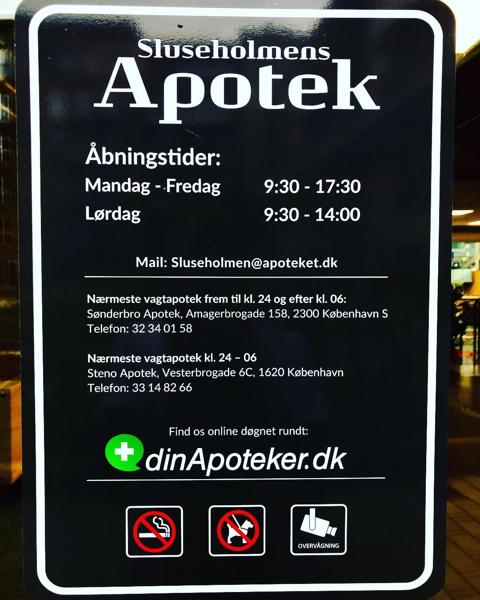 Sluseholmens
Apotek
Åbningstider:
Mandag - Fredag 9:30 - 17:30
Lørdag 9:30 - 14:00
Mail: Sluseholmen@apoteket.dk
Nærmeste vagtapotek frem til kl. 24 og efter kl. 06:
Sønderbro Apotek, Amagerbrogade 158, 2300 København S
Telefon: 32 34 01 58
Nærmeste vagtapotek kl. 24 – 06
Steno Apotek, Vesterbrogade 6C, 1620 København
Telefon: 33 14 82 66
Find os online døgnet rundt:
dinApoteker.dk
OVERVÅGNING